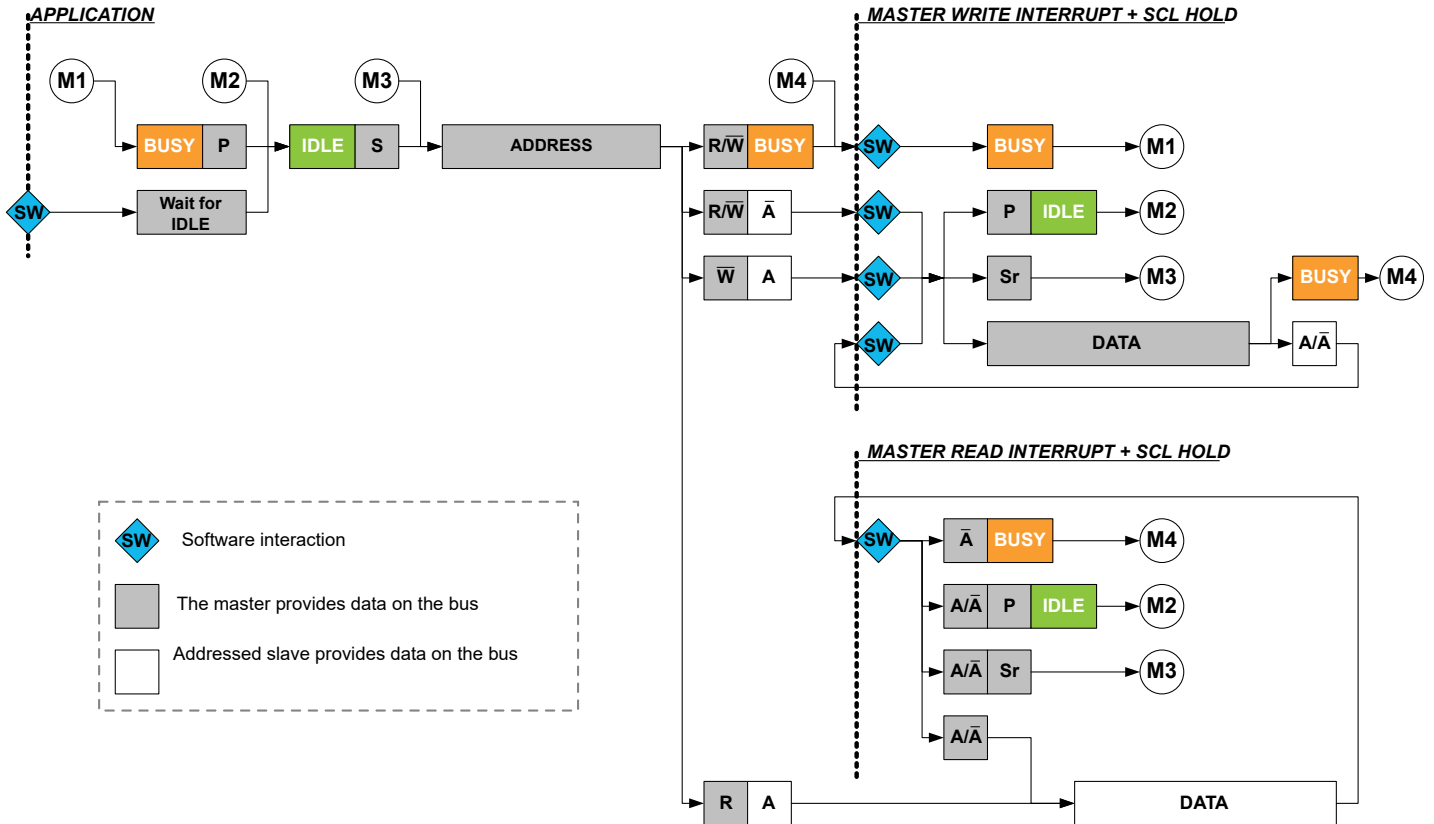 APPLICATION
MASTER WRITE INTERRUPT + SCL HOLD
M1
M2
M3
M4
BUSY P
IDLE S
ADDRESS
R/W̅ BUSY
SW
BUSY
M1
SW
Wait for
IDLE
R/W̅ A̅
SW
P IDLE
M2
W̅ A
SW
Sr
M3
BUSY
M4
SW
DATA
A/A̅
MASTER READ INTERRUPT + SCL HOLD
SW
Software interaction
The master provides data on the bus
Addressed slave provides data on the bus
SW
A̅ BUSY
M4
A/A̅ P IDLE
M2
A/A̅ Sr
M3
A/A̅
R A
DATA